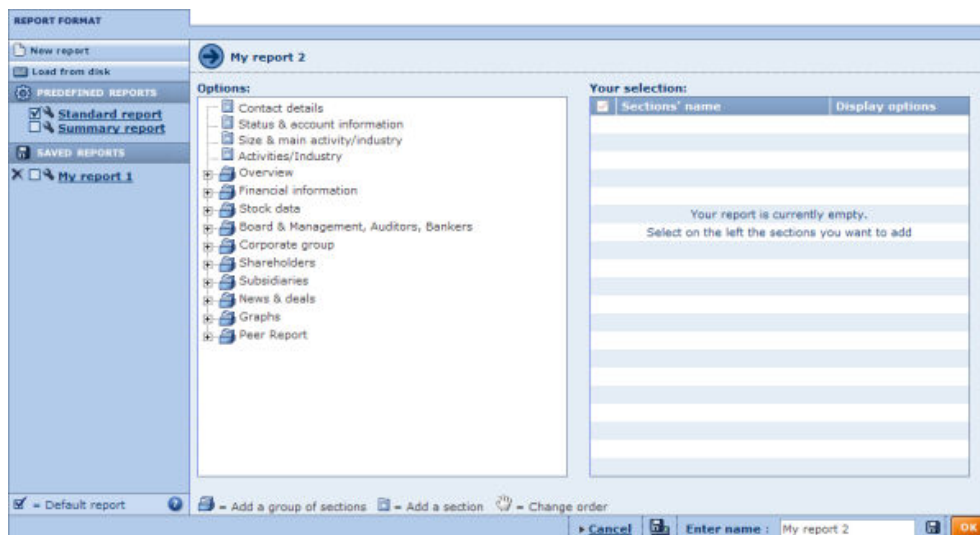 REPORT FORMAT
New report
Load from disk
PREDEFINED REPORTS
Standard report
Summary report
SAVED REPORTS
My report 1
= Default report
My report 2
Options:
Contact details
Status & account information
Size & main activity/industry
Activities/Industry
Overview
Financial information
Stock data
Board & Management, Auditors, Bankers
Corporate group
Shareholders
Subsidiaries
News & deals
Graphs
Peer Report
Your selection:
Sections' name Display options
Your report is currently empty.
Select on the left the sections you want to add
= Add a group of sections = Add a section = Change order
Cancel Enter name : My report 2 OK